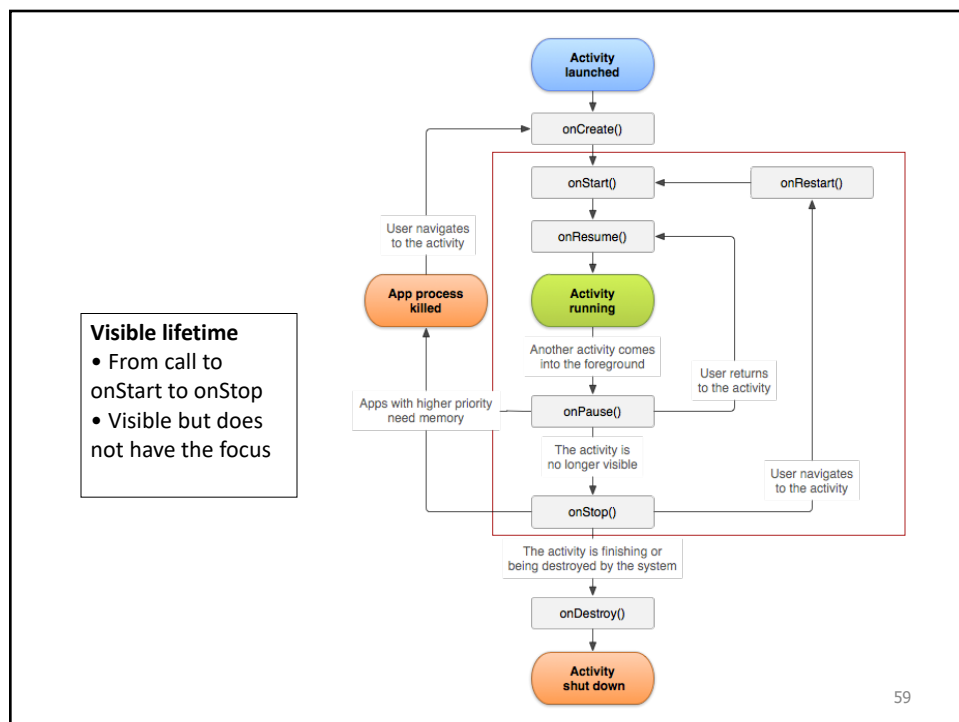 Activity
launched
onCreate()
onStart()
onRestart()
User navigates
to the activity
onResume()
App process
killed
Activity
running
Visible lifetime
• From call to
onStart to onStop
• Visible but does
not have the focus
Another activity comes
into the foreground
User returns
to the activity
Apps with higher priority
need memory
onPause()
The activity is
no longer visible
User navigates
to the activity
onStop()
The activity is finishing or
being destroyed by the system
onDestroy()
Activity
shut down
59